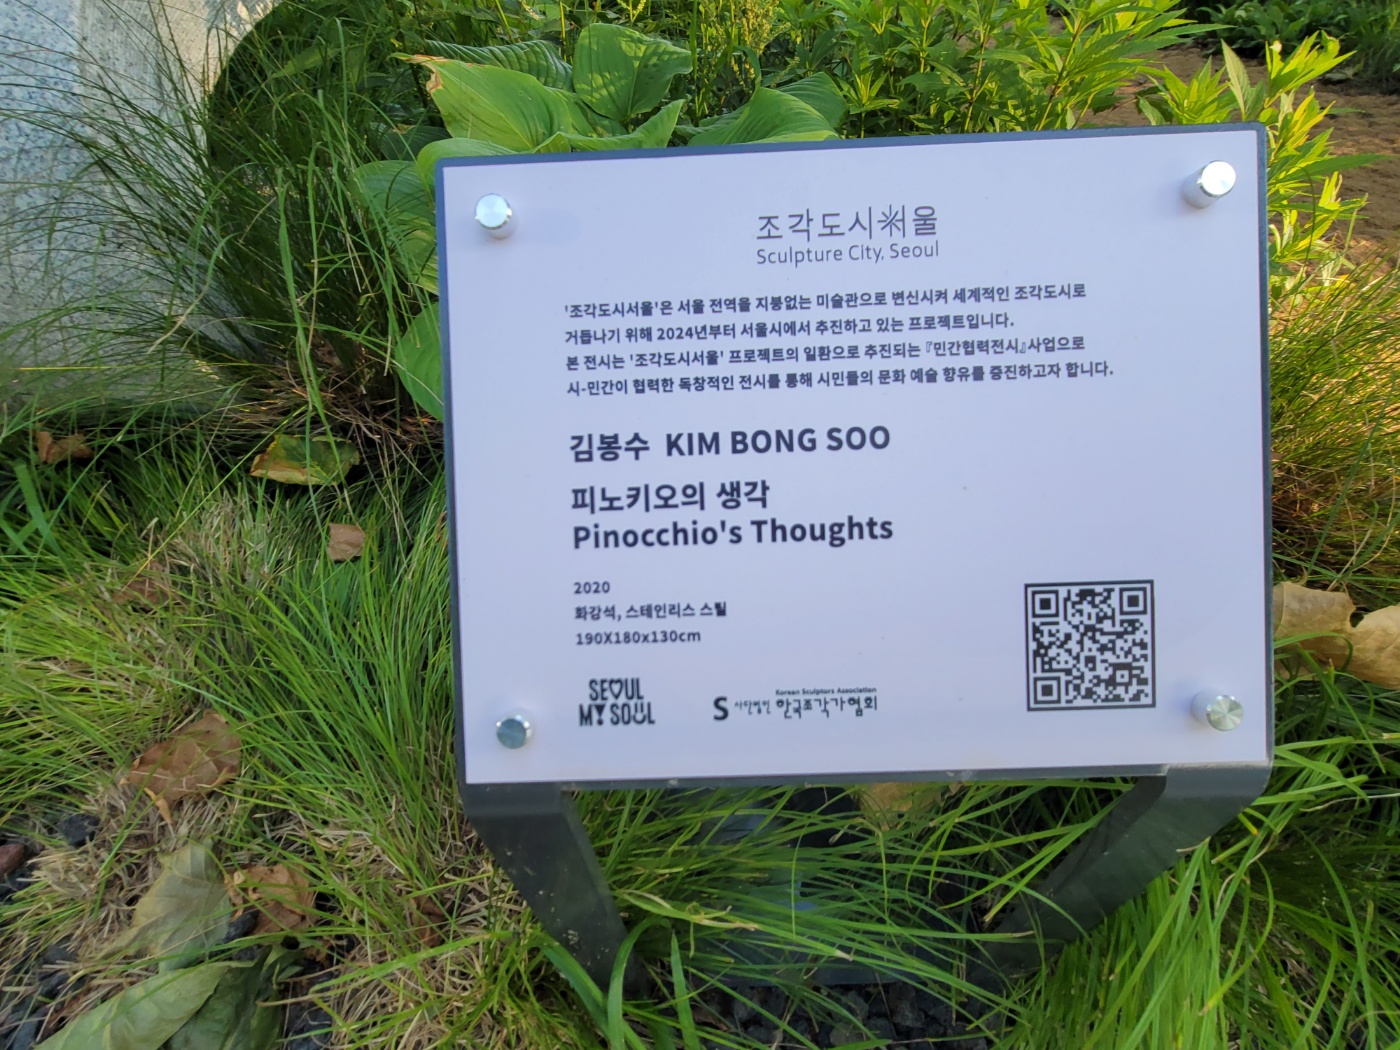 조각도시서울
Sculpture City, Seoul
'조각도시서울'은 서울 전역을 지붕없는 미술관으로 변신시켜 세계적인 조각도시로
거듭나기 위해 2024년부터 서울시에서 추진하고 있는 프로젝트입니다.
본 전시는 '조각도시서울' 프로젝트의 일환으로 추진되는 『민간협력전시』사업으로
시-민간이 협력한 독창적인 전시를 통해 시민들의 문화 예술 향유를 증진하고자 합니다.
김봉수 KIM BONG SOO
피노키오의 생각
Pinocchio's Thoughts
2020
화강석, 스테인리스 스틸
190X180x130cm
SEOUL
MY SOUL
Korean Sculptors Association
S 사단법인 한국조각가협회